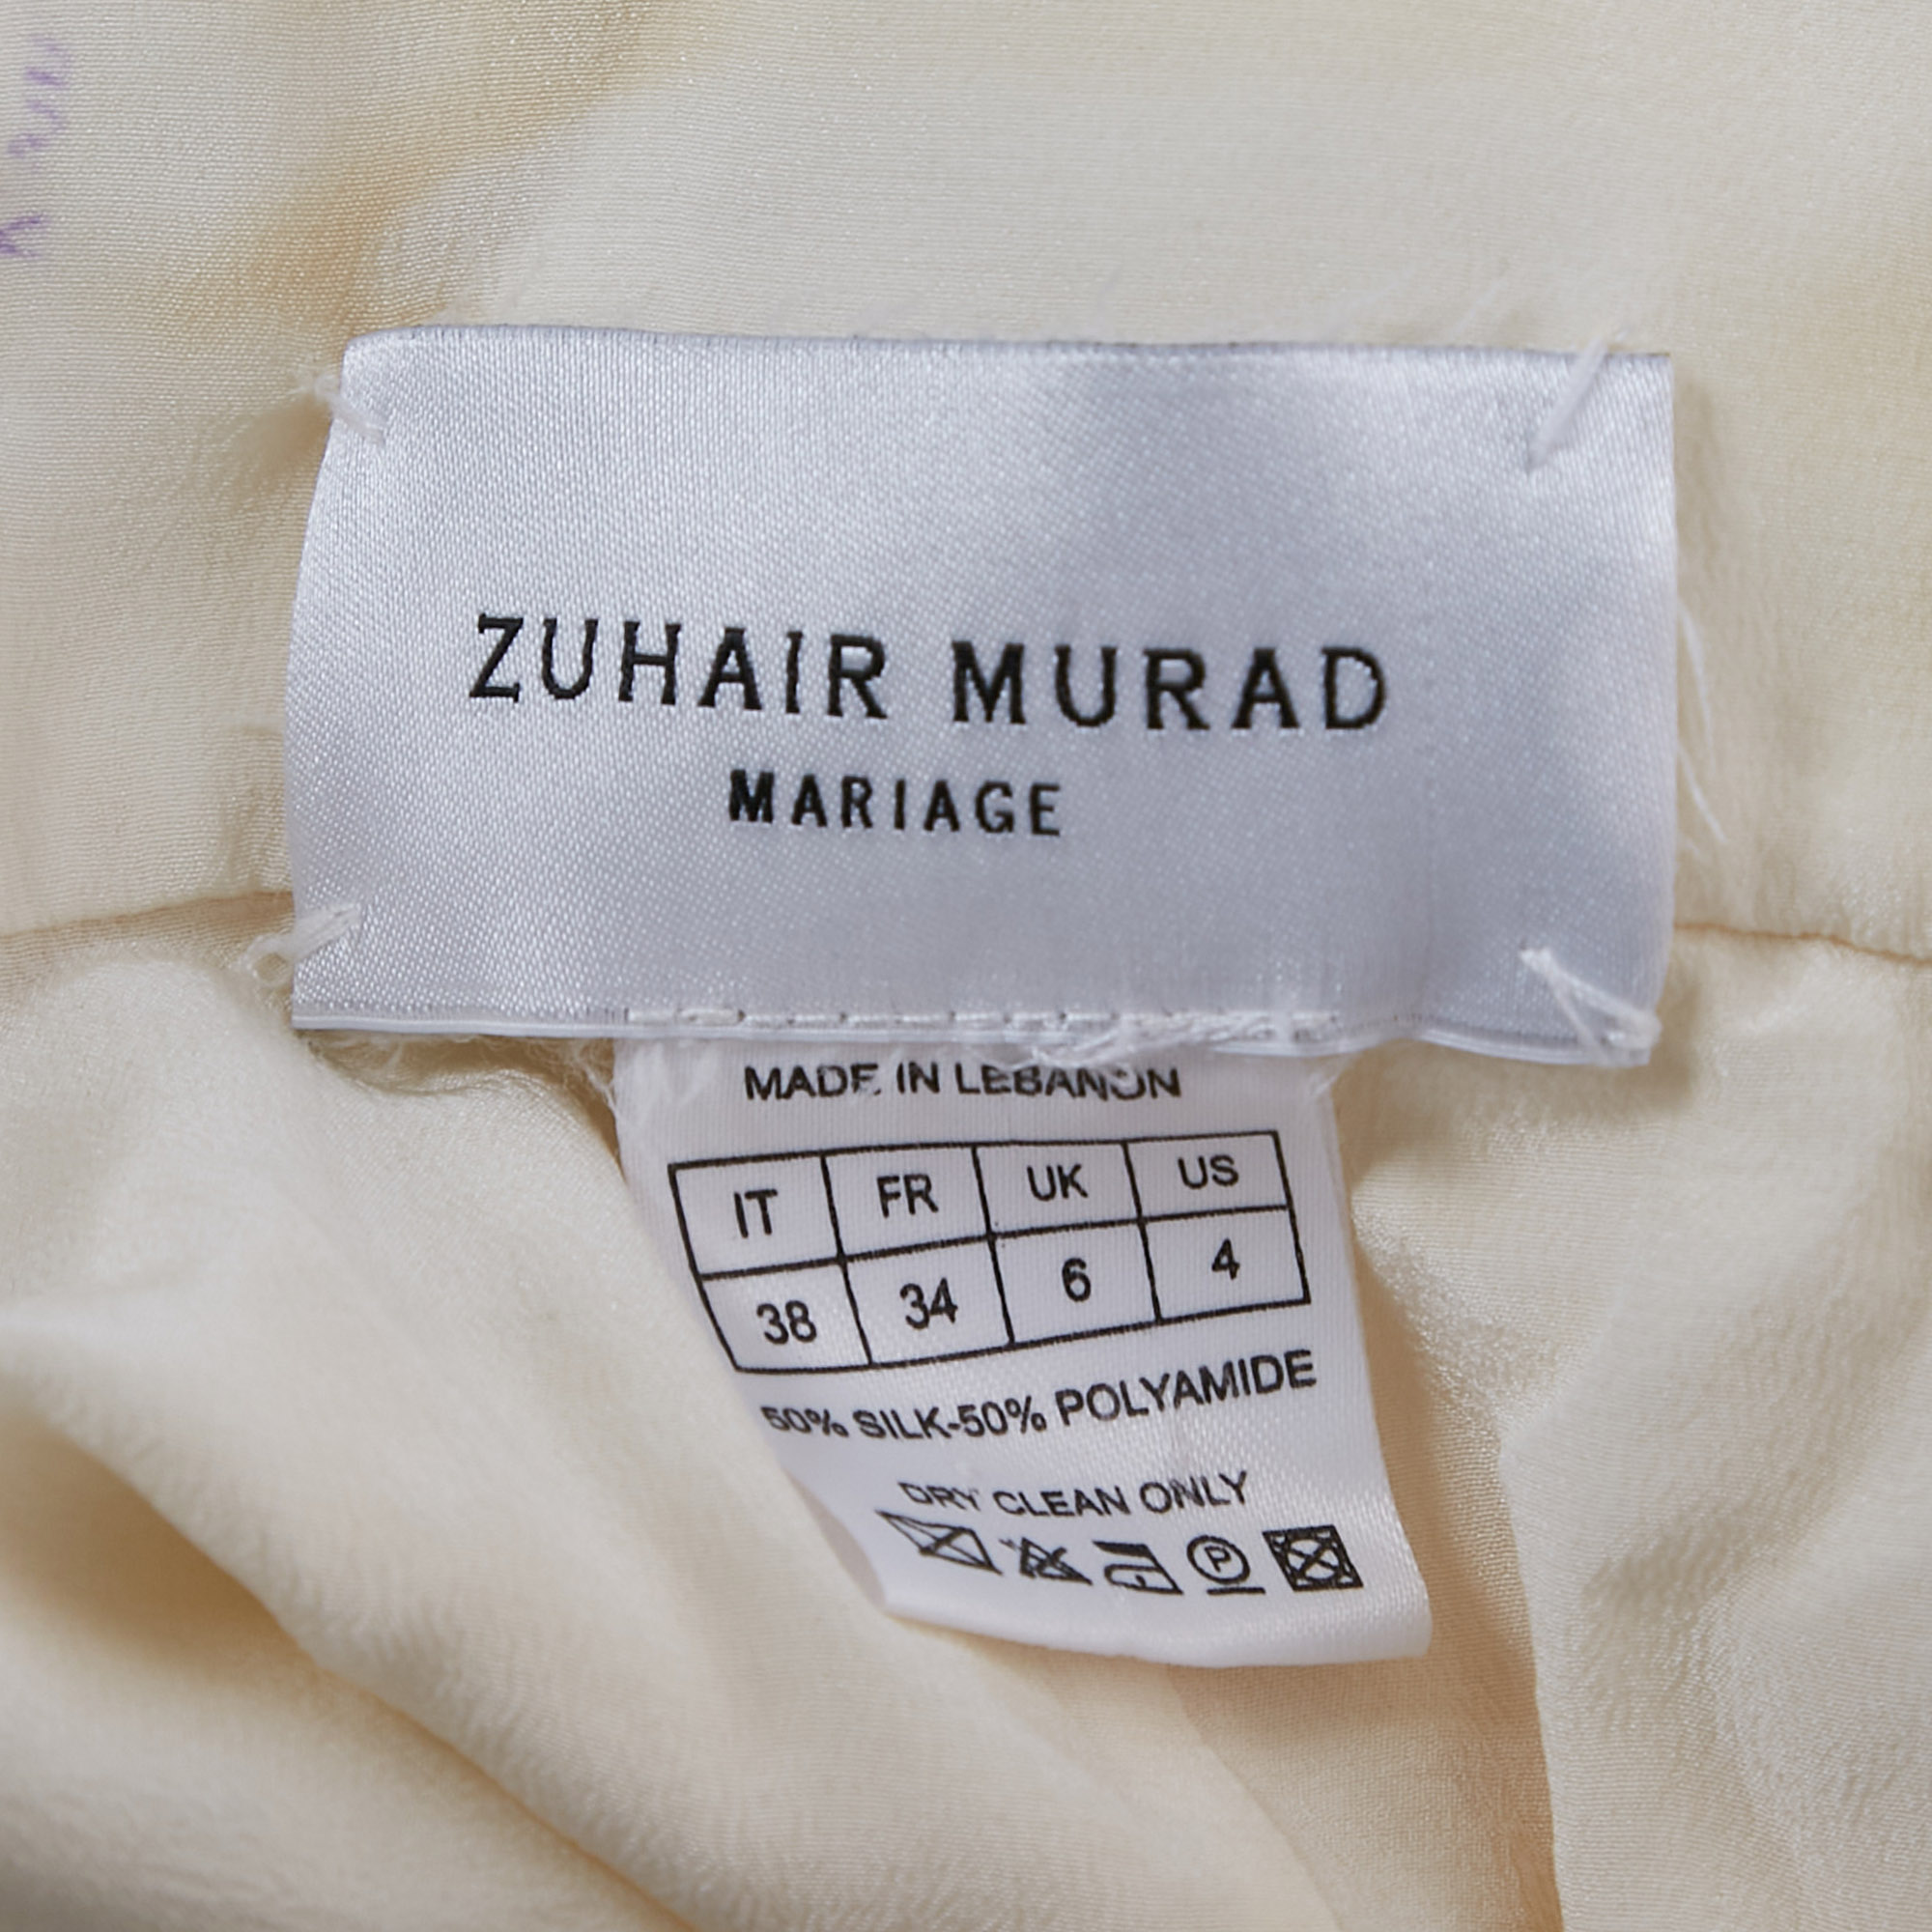 ZUHAIR MURAD
MARIAGE
MADE IN LEBANON
IT FR UK US
38 34 6 4
50% SILK-50% POLYAMIDE
DRY CLEAN ONLY
P